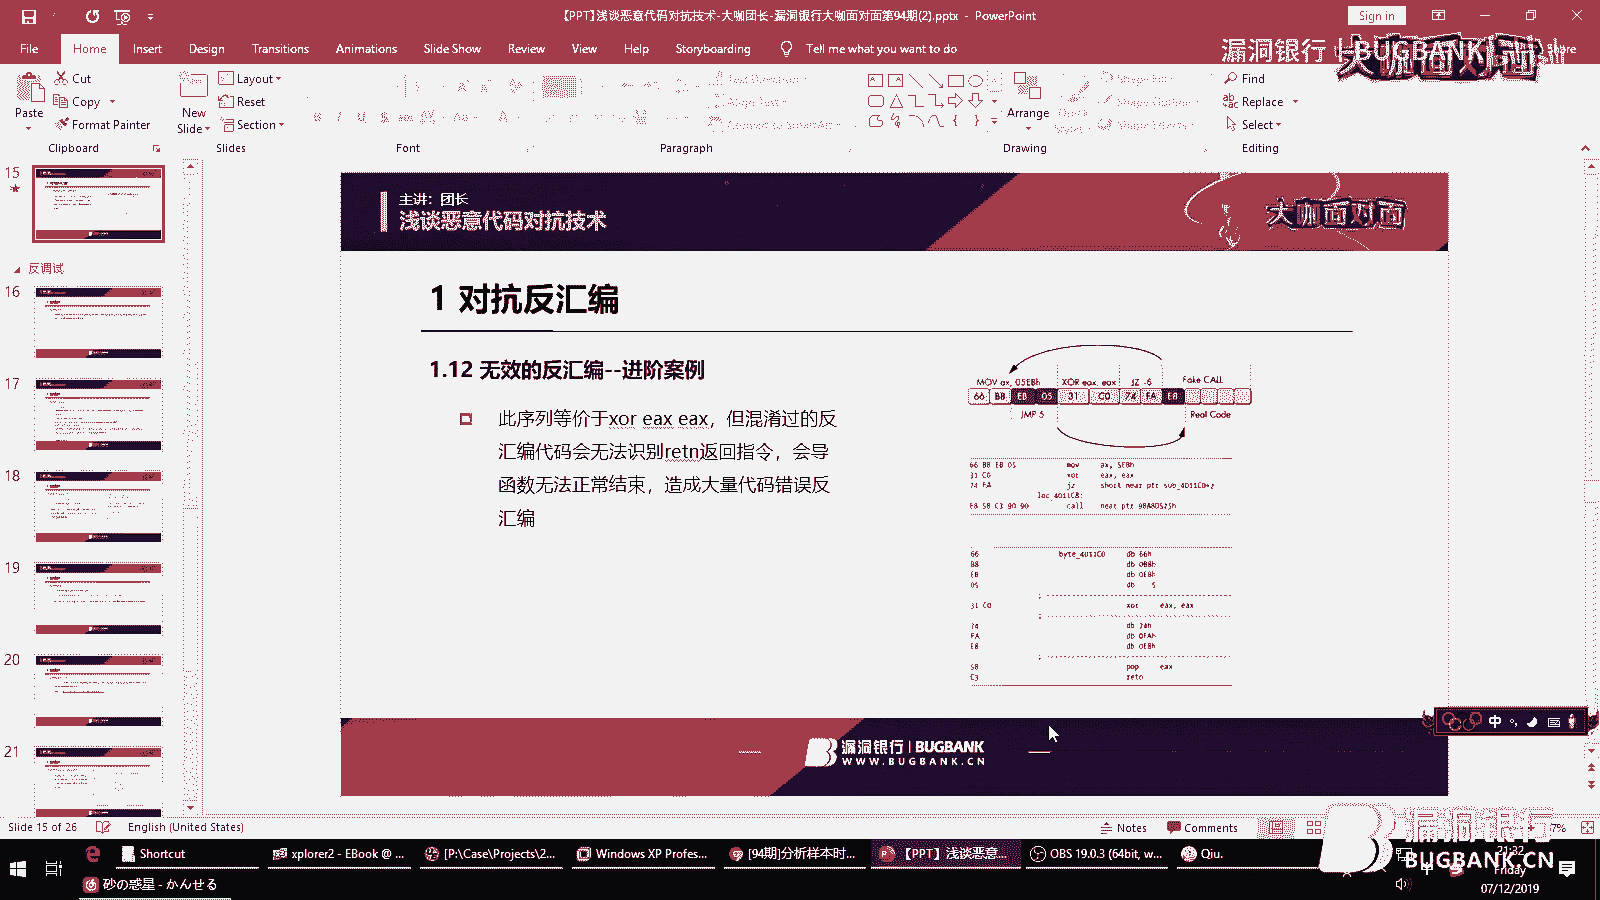 【PPT】浅谈恶意代码对抗技术-大咖团长-漏洞银行大咖面对面第94期(2).pptx - PowerPoint
Sign in
File Home Insert Design Transitions Animations Slide Show Review View Help Storyboarding Tell me what you want to do
漏洞银行 | BUGBANK
大咖面对面
Cut
Copy
Format Painter
Paste
Clipboard
New Slide
Layout
Reset
Section
Slides
Font
Paragraph
Arrange
Drawing
Find
Replace
Select
Editing
15
反调试
16
17
18
19
20
21
主讲：团长
浅谈恶意代码对抗技术
大咖面对面
1 对抗反汇编
1.12 无效的反汇编--进阶案例
此序列等价于xor eax eax，但混淆过的反
汇编代码会无法识别retn返回指令，会导
函数无法正常结束，造成大量代码错误反
汇编
MOV ax, 05EBh XOR eax, eax JZ -6 Fake CALL
66 B8 EB 05 31 C0 74 FA E8
JMP 5 Real Code
66 B8 EB 05 mov ax, 5EBh
31 C0 xor eax, eax
74 FA jz short near ptr sub_4011C0+2
loc_4011C8:
E8 58 C3 90 90 call near ptr 98A8D525h
66 byte_4011C0 db 66h
B8 db 0B8h
EB db 0EBh
05 db 5
31 C0 xor eax, eax
74 db 74h
FA db 0FAh
E8 db 0E8h
58 pop eax
C3 retn
漏洞银行 | BUGBANK
WWW.BUGBANK.CN
中
Slide 15 of 26 English (United States) Notes Comments
漏洞银行
BUGBANK.CN
Shortcut
xplorer2 - EBook @ ...
[P:\Case\Projects\2...
Windows XP Profes...
[94期]分析样本时...
【PPT】浅谈恶意...
OBS 19.0.3 (64bit, w...
Qiu.
砂の惑星 - かんせる
21:32
Friday
07/12/2019